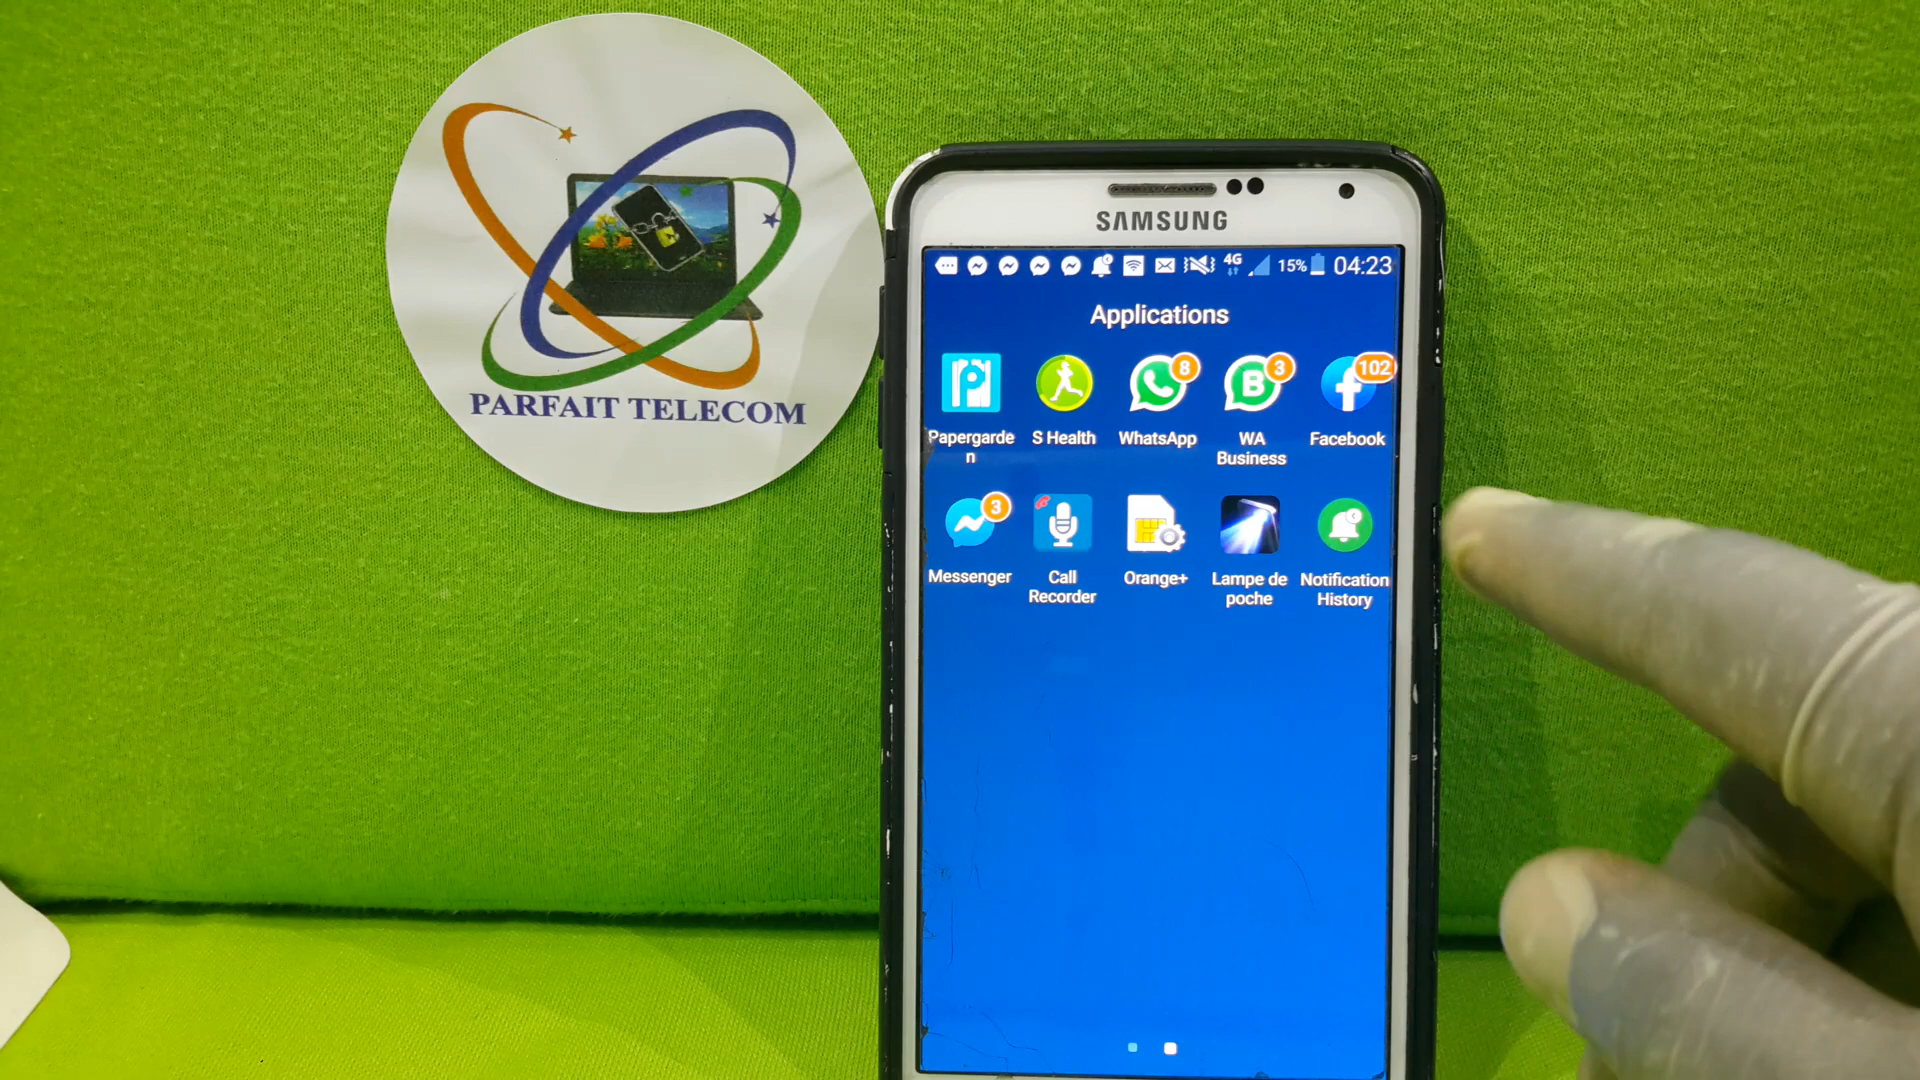 PARFAIT TELECOM
SAMSUNG
4G 15% 04:23
Applications
8 3 102
Papergarde
n
S Health
WhatsApp
WA
Business
Facebook
3
Messenger
Call
Recorder
Orange+
Lampe de
poche
Notification
History